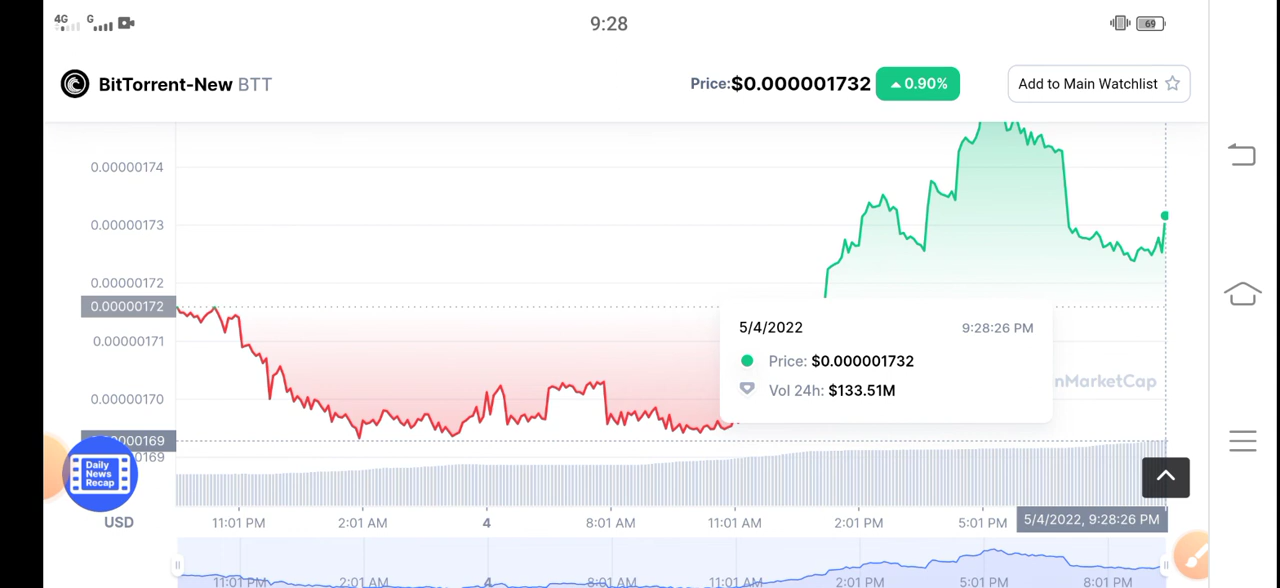 4G G 9:28 69
BitTorrent-New BTT Price:$0.000001732 0.90% Add to Main Watchlist
0.00000174
0.00000173
0.00000172
0.00000172
0.00000171
0.00000170
0.00000169
5/4/2022 9:28:26 PM
Price: $0.000001732
Vol 24h: $133.51M
nMarketCap
Daily
News
Recap
USD
11:01 PM 2:01 AM 4 8:01 AM 11:01 AM 2:01 PM 5:01 PM 5/4/2022, 9:28:26 PM
11:01 PM 2:01 AM 4 8:01 AM 11:01 AM 2:01 PM 5:01 PM 8:01 PM